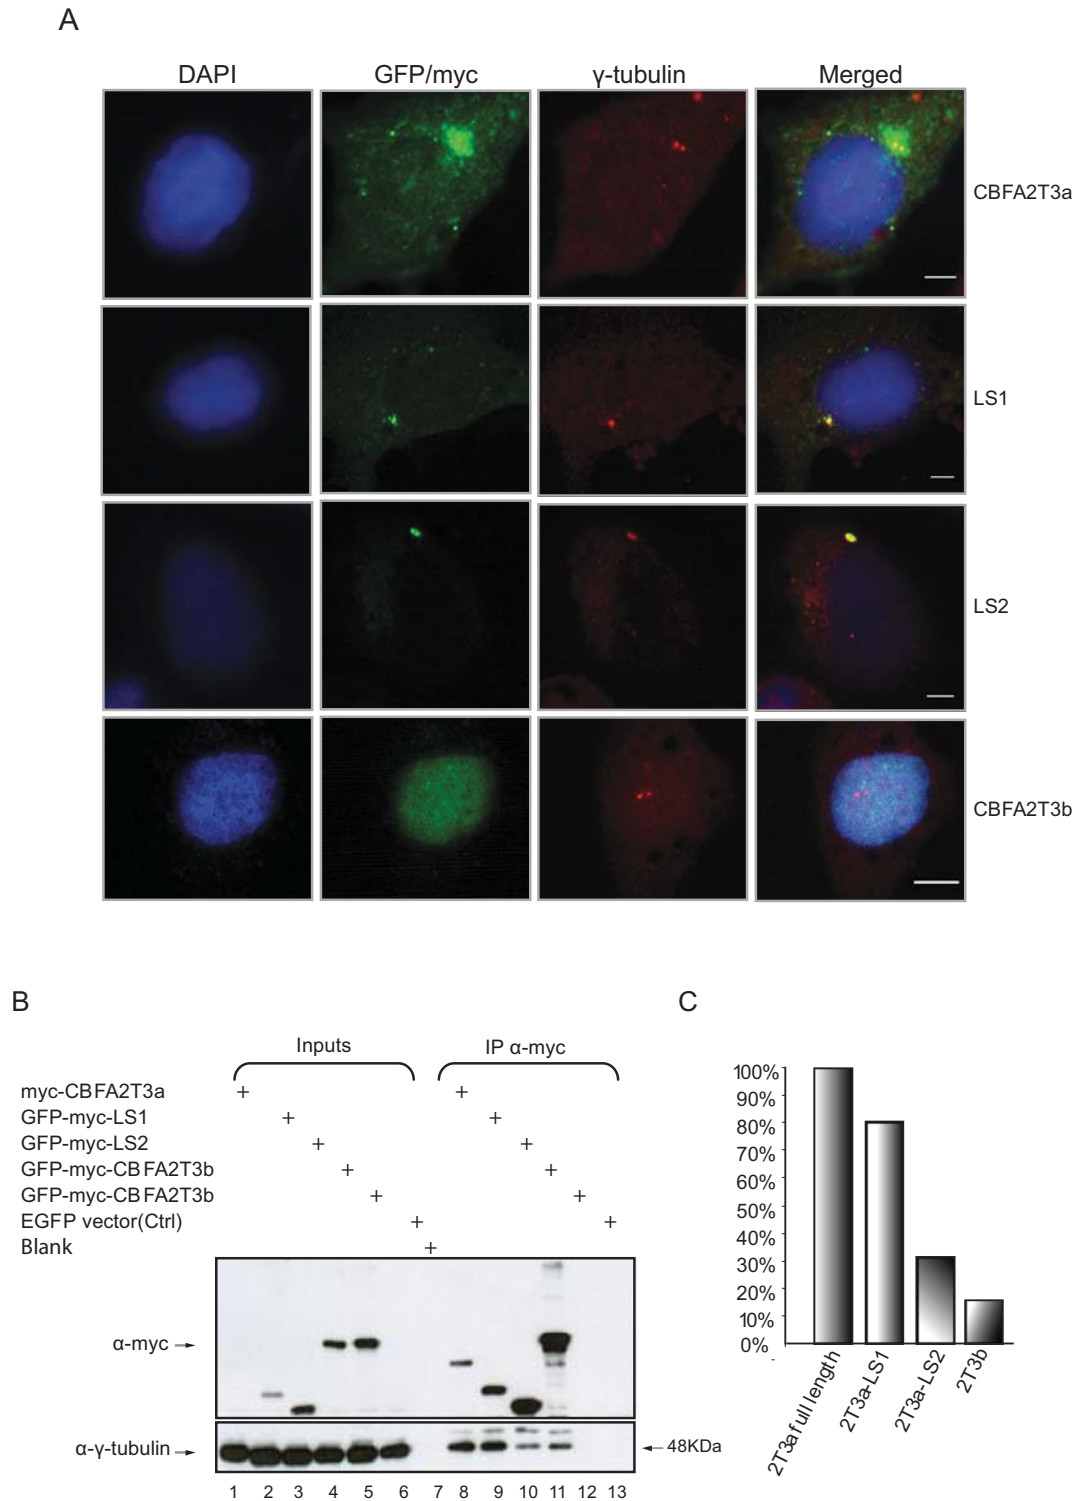 A
DAPI GFP/myc γ-tubulin Merged
CBFA2T3a
LS1
LS2
CBFA2T3b
B
Inputs IP α-myc
myc-CBFA2T3a + +
GFP-myc-LS1 + +
GFP-myc-LS2 + +
GFP-myc-CBFA2T3b + +
GFP-myc-CBFA2T3b + +
EGFP vector(Ctrl) + +
Blank +
α-myc →
α-γ-tubulin → ← 48KDa
1 2 3 4 5 6 7 8 9 10 11 12 13
C
100%
90%
80%
70%
60%
50%
40%
30%
20%
10%
0%
-
2T3a full length
2T3a-LS1
2T3a-LS2
2T3b